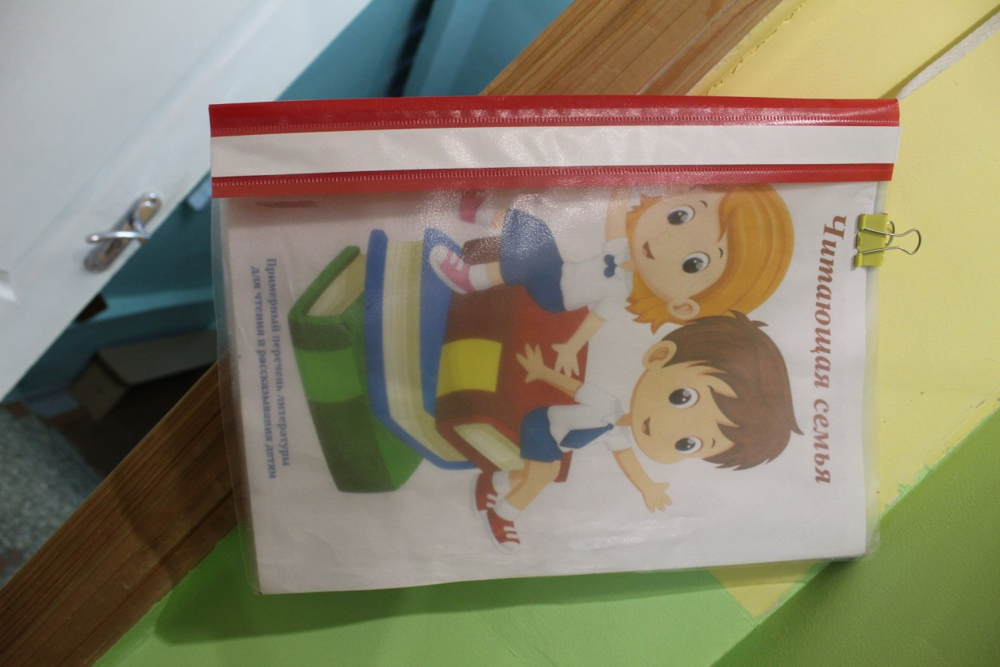 Читающая семья
Примерный перечень литературы
для чтения и рассказывания детям